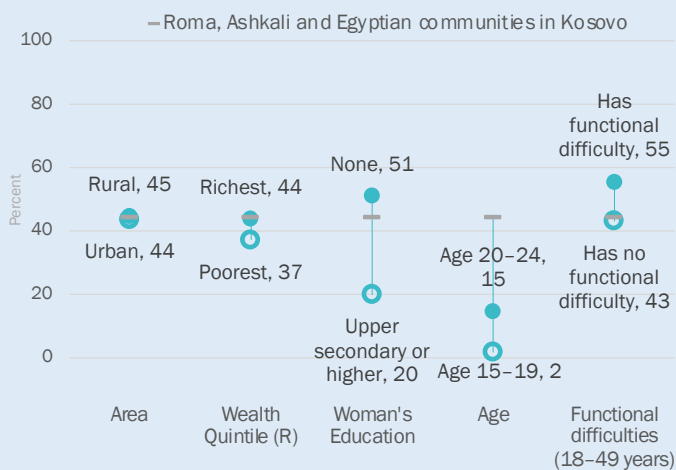 Roma, Ashkali and Egyptian communities in Kosovo
100
80
60
40
20
0
Percent
Rural, 45
Urban, 44
Richest, 44
Poorest, 37
None, 51
Upper
secondary or
higher, 20
Age 20–24,
15
Age 15–19, 2
Has
functional
difficulty, 55
Has no
functional
difficulty, 43
Area
Wealth
Quintile (R)
Woman's
Education
Age
Functional
difficulties
(18–49 years)